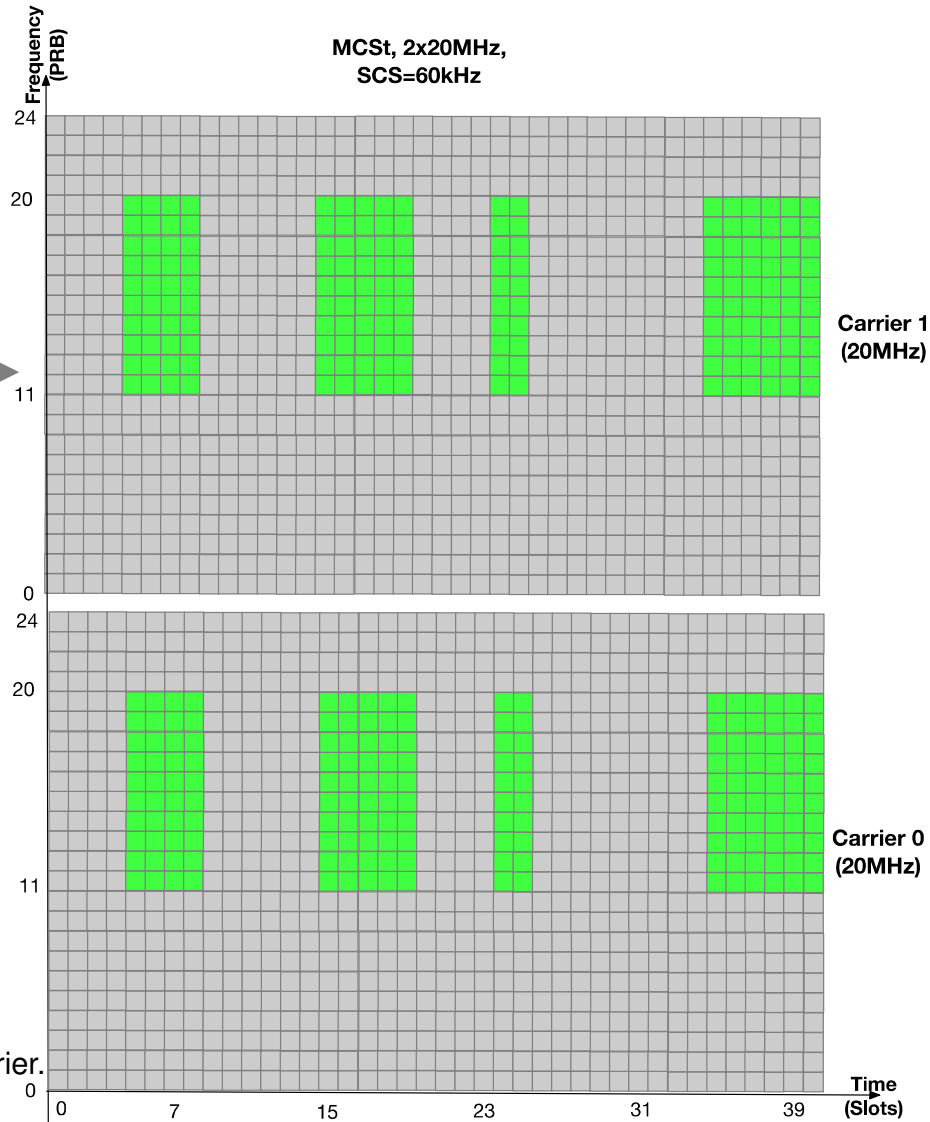 Frequency
(PRB)
MCSt, 2x20MHz,
SCS=60kHz
24
20
11
0
Carrier 1
(20MHz)
24
20
11
0
Carrier 0
(20MHz)
rier.
0
7
15
23
31
39
Time
(Slots)